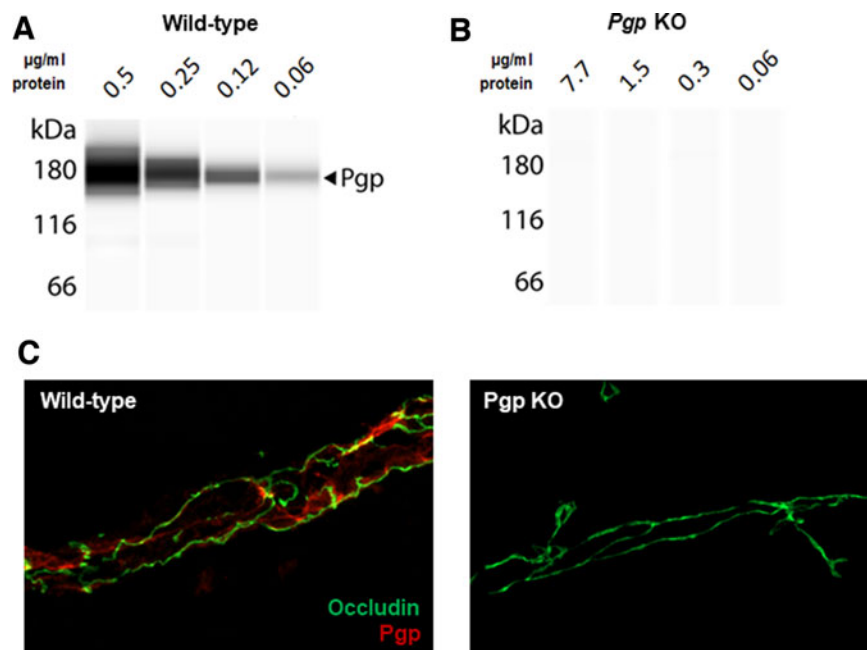 A
Wild-type
µg/ml
protein
0.5 0.25 0.12 0.06
kDa
180
116
66
◄Pgp
B
Pgp KO
µg/ml
protein
7.7 1.5 0.3 0.06
kDa
180
116
66
C
Wild-type
Occludin
Pgp
Pgp KO